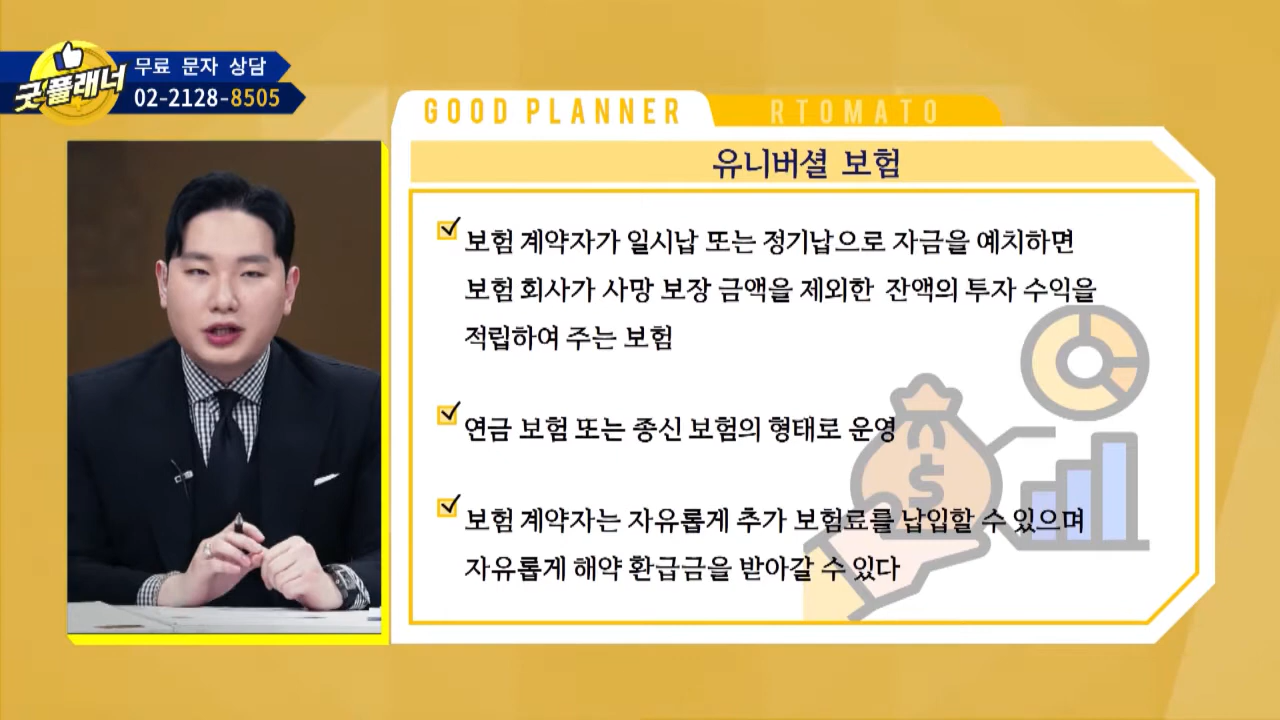 굿플래너
무료 문자 상담
02-2128-8505
GOOD PLANNER
RTOMATO
유니버셜 보험
보험 계약자가 일시납 또는 정기납으로 자금을 예치하면
보험 회사가 사망 보장 금액을 제외한 잔액의 투자 수익을
적립하여 주는 보험
연금 보험 또는 종신 보험의 형태로 운영
보험 계약자는 자유롭게 추가 보험료를 납입할 수 있으며
자유롭게 해약 환급금을 받아갈 수 있다
$